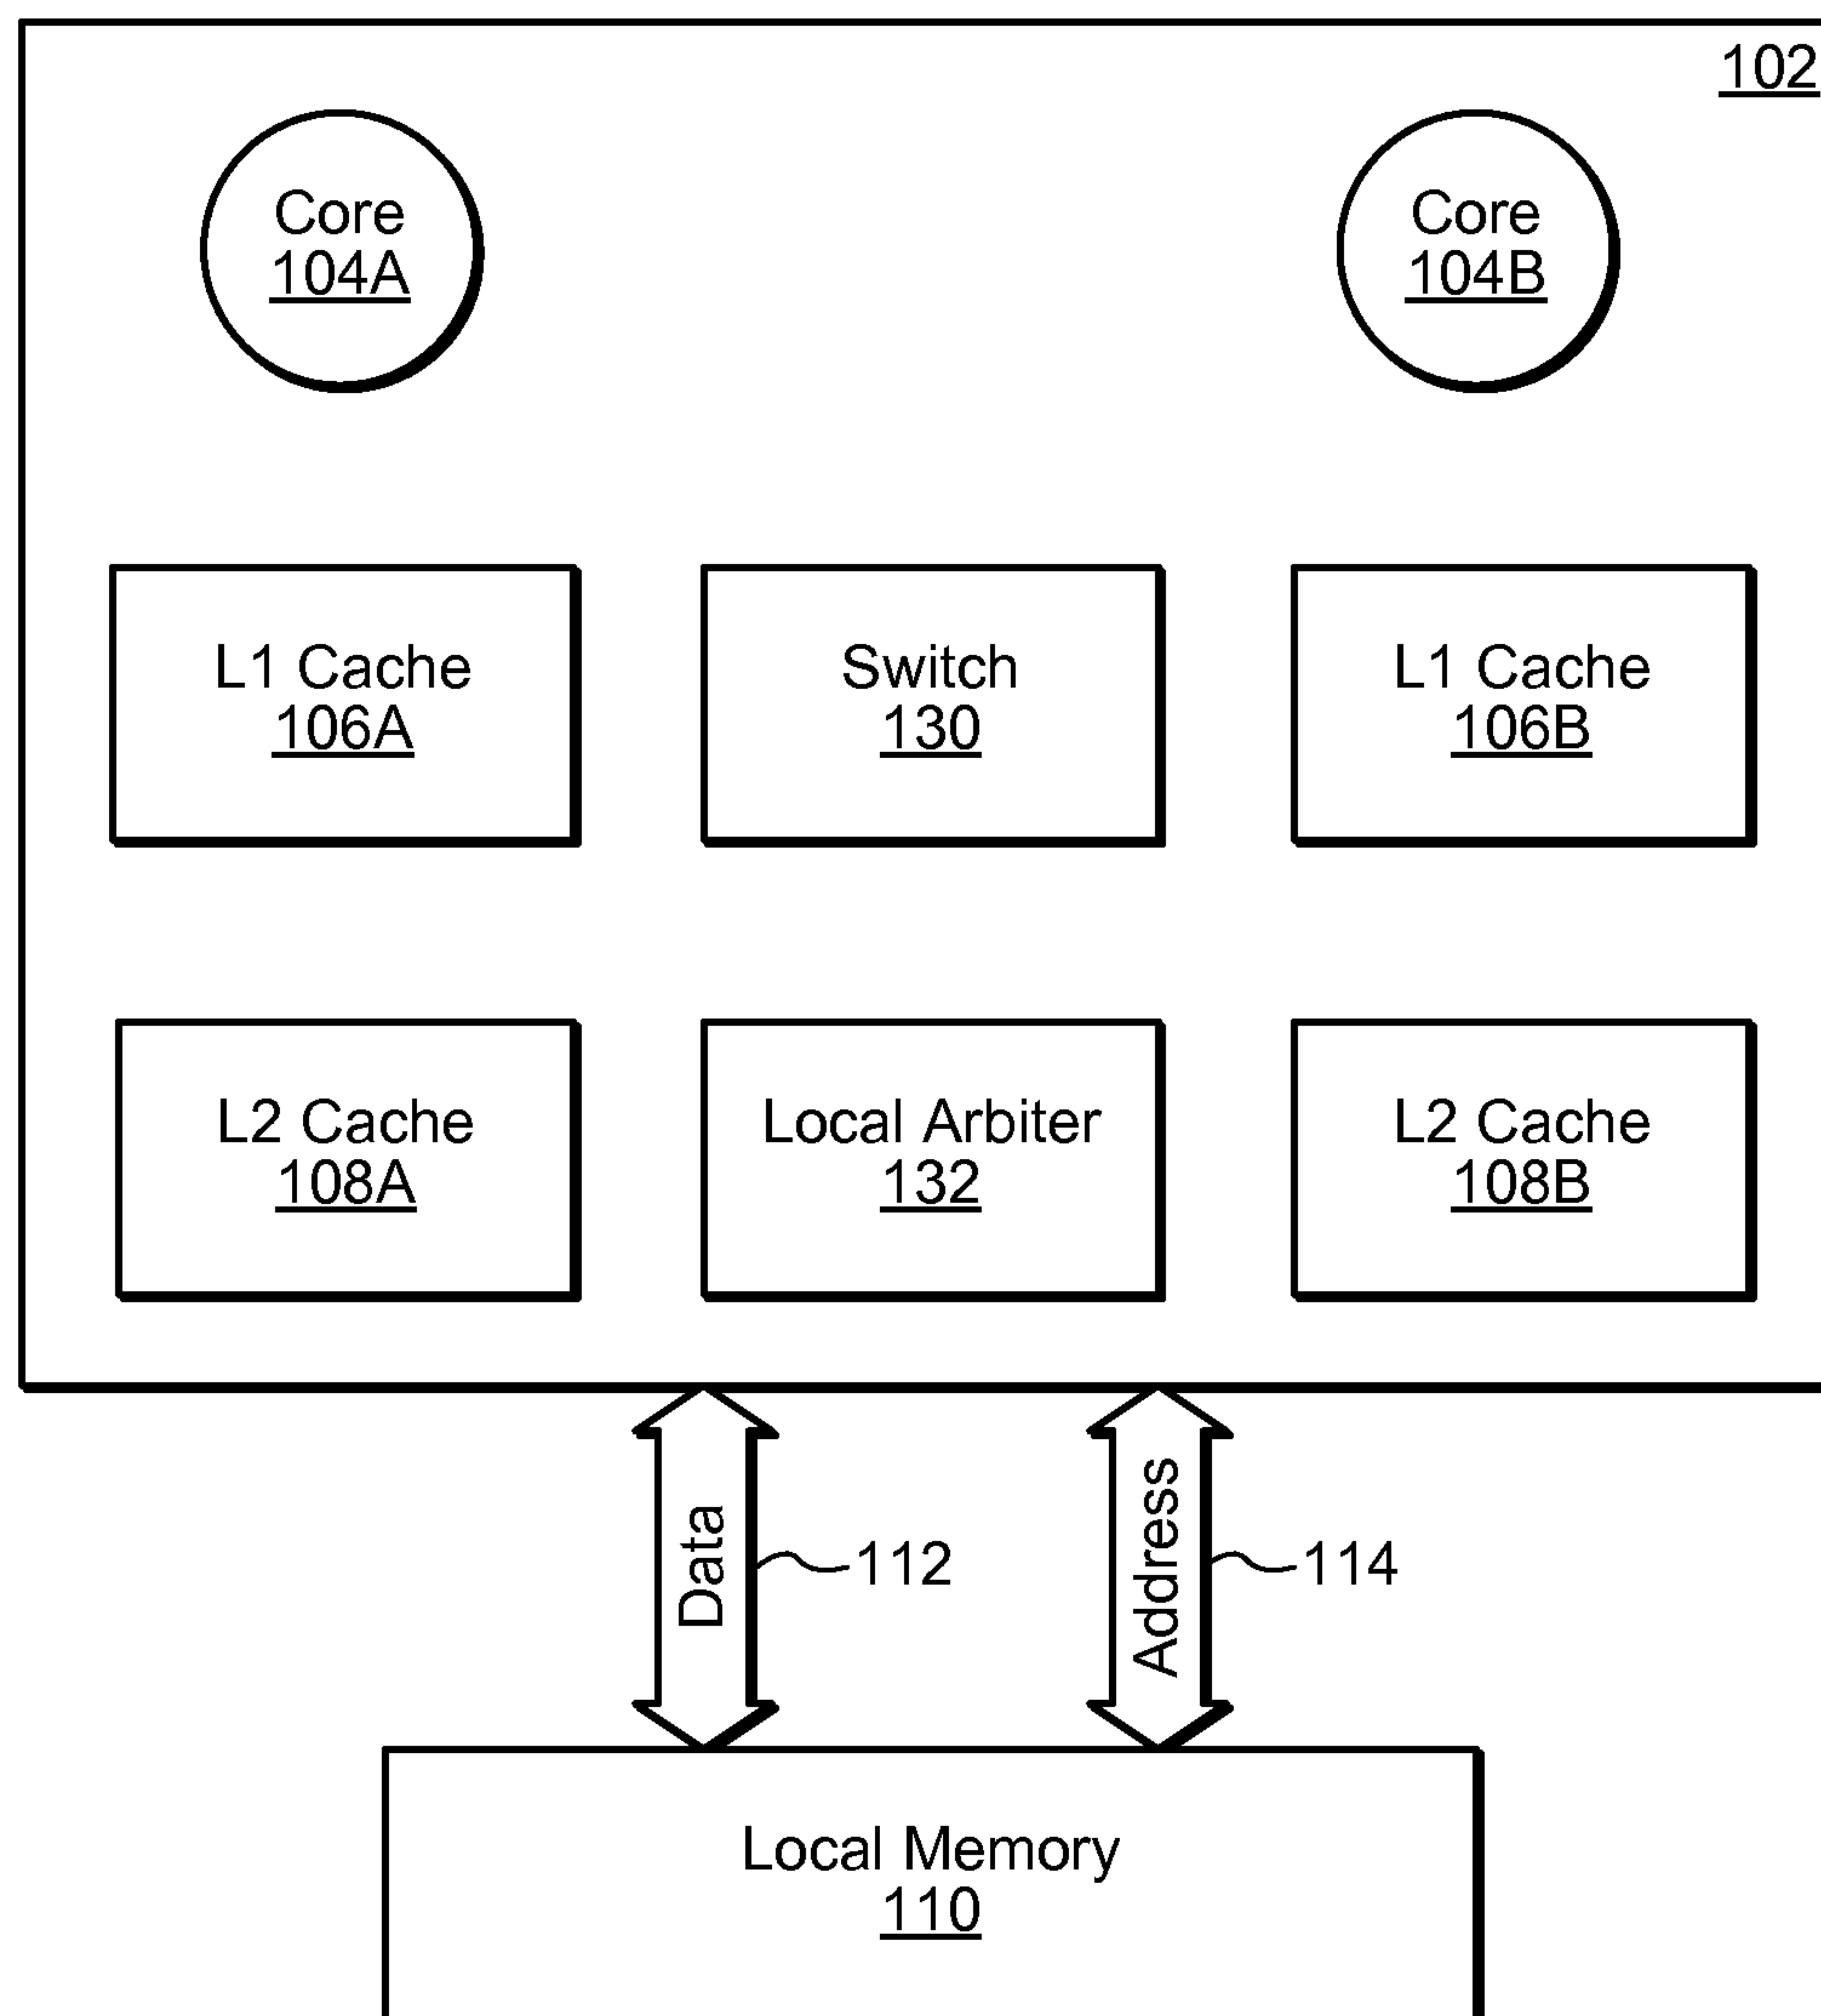 102
Core
104A
Core
104B
L1 Cache
106A
Switch
130
L1 Cache
106B
L2 Cache
108A
Local Arbiter
132
L2 Cache
108B
Data
112
Address
114
Local Memory
110